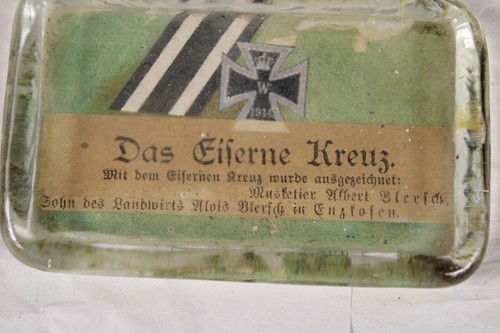 W
1914
Das Eiſerne Kreuz.
Mit dem Eiſernen Kreuz wurde ausgezeichnet:
Musketier Albert Blerſch,
Sohn des Landwirts Alois Blerſch in Enzkofen.